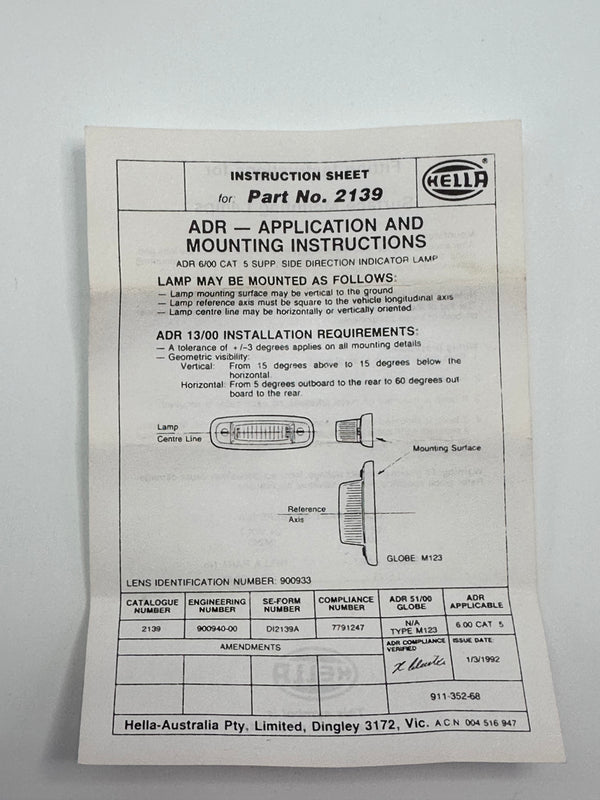 INSTRUCTION SHEET
for: Part No. 2139
HELLA ®
ADR — APPLICATION AND
MOUNTING INSTRUCTIONS
ADR 6/00 CAT. 5 SUPP. SIDE DIRECTION INDICATOR LAMP
LAMP MAY BE MOUNTED AS FOLLOWS:
— Lamp mounting surface may be vertical to the ground
— Lamp reference axis must be square to the vehicle longitudinal axis
— Lamp centre line may be horizontally or vertically oriented
ADR 13/00 INSTALLATION REQUIREMENTS:
— A tolerance of +/–3 degrees applies on all mounting details
— Geometric visibility:
Vertical: From 15 degrees above to 15 degrees below the
horizontal.
Horizontal: From 5 degrees outboard to the rear to 60 degrees out
board to the rear.
Lamp
Centre Line
Mounting Surface
Reference
Axis
GLOBE: M123
LENS IDENTIFICATION NUMBER: 900933
CATALOGUE NUMBER ENGINEERING NUMBER SE-FORM NUMBER COMPLIANCE NUMBER ADR 51/00 GLOBE ADR APPLICABLE
2139 900940-00 DI2139A 7791247 N/A TYPE M123 6.00 CAT 5
AMENDMENTS ADR COMPLIANCE VERIFIED ISSUE DATE
1/3/1992
911-352-68
Hella-Australia Pty. Limited, Dingley 3172, Vic. A.C.N 004 516 947